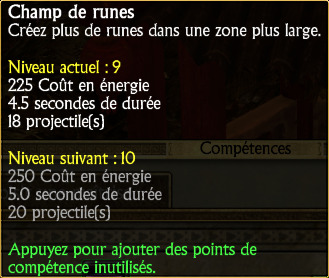 Champ de runes
Créez plus de runes dans une zone plus large.
Niveau actuel : 9
225 Coût en énergie
4.5 secondes de durée
18 projectile(s)
Compétences
Niveau suivant : 10
250 Coût en énergie
5.0 secondes de durée
20 projectile(s)
Appuyez pour ajouter des points de
compétence inutilisés.